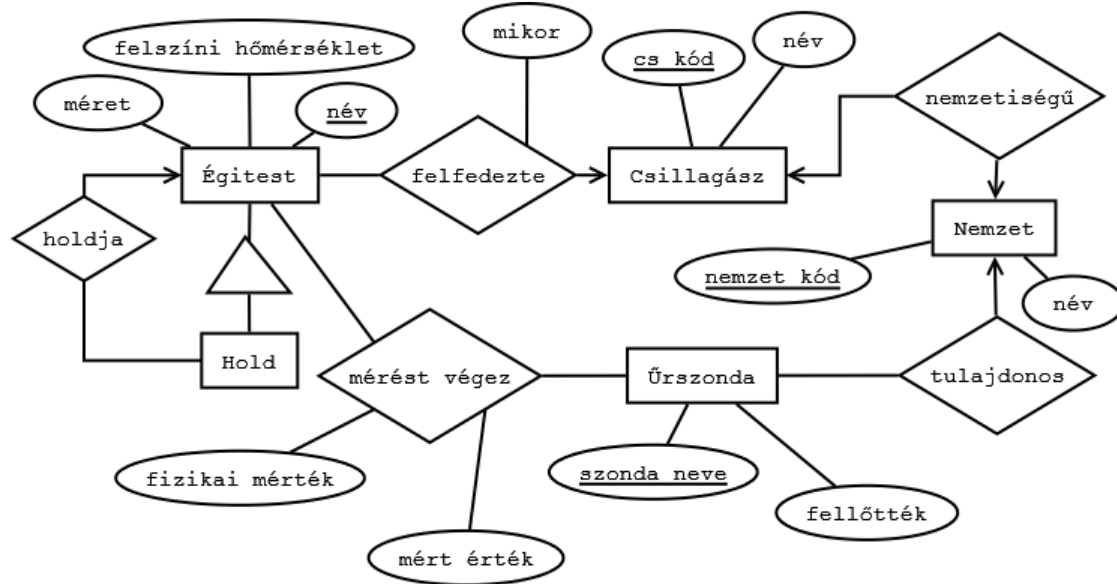 felszíni hőmérséklet
mikor
cs kód
név
méret
név
nemzetiségű
Égitest
felfedezte
Csillagász
holdja
Nemzet
nemzet kód
név
Hold
mérést végez
Űrszonda
tulajdonos
fizikai mérték
szonda neve
fellőtték
mért érték